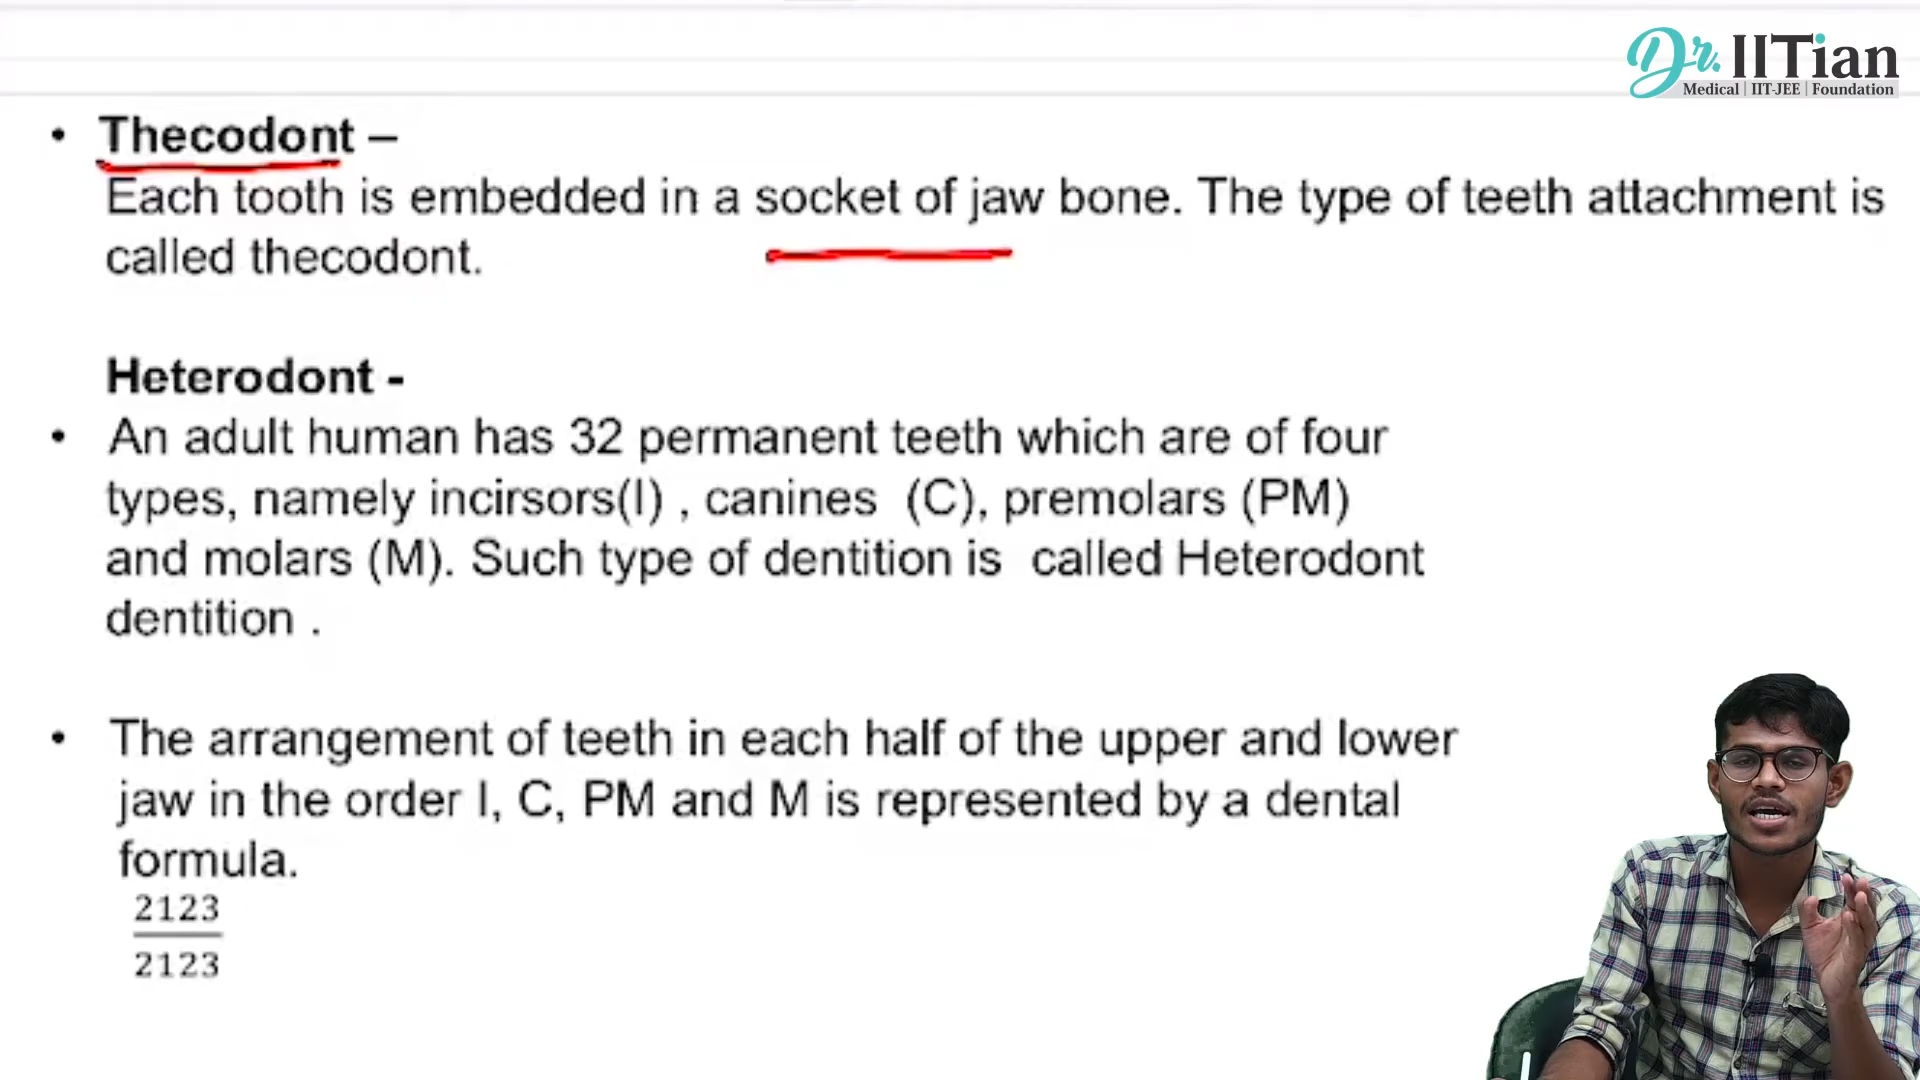 Dr. IITian
Medical | IIT-JEE | Foundation
• Thecodont –
Each tooth is embedded in a socket of jaw bone. The type of teeth attachment is
called thecodont.
Heterodont -
• An adult human has 32 permanent teeth which are of four
types, namely incirsors(I) , canines (C), premolars (PM)
and molars (M). Such type of dentition is called Heterodont
dentition .
• The arrangement of teeth in each half of the upper and lower
jaw in the order I, C, PM and M is represented by a dental
formula.
2123
2123